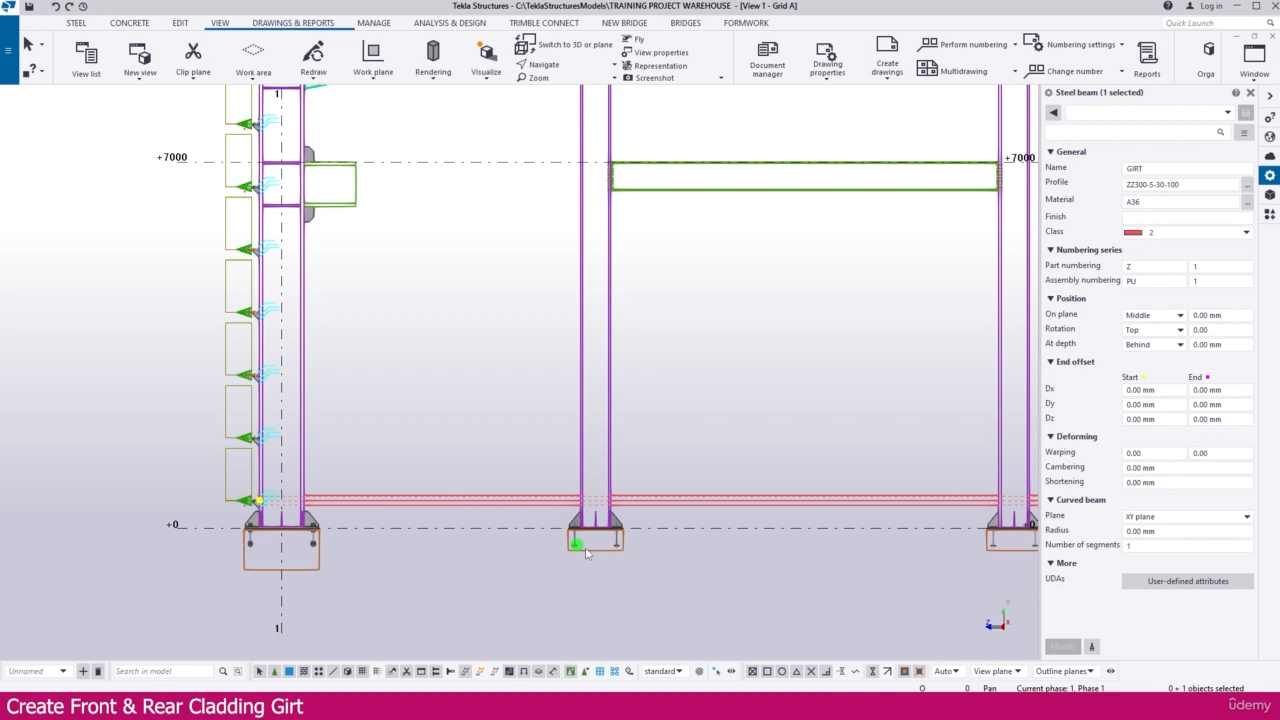 Tekla Structures - C:\TeklaStructuresModels\TRAINING PROJECT WAREHOUSE - [View 1 - Grid A]
Log in
STEEL CONCRETE EDIT VIEW DRAWINGS & REPORTS MANAGE ANALYSIS & DESIGN TRIMBLE CONNECT NEW BRIDGE BRIDGES FORMWORK
Quick Launch
View list
New view
Clip plane
Work area
Redraw
Work plane
Rendering
Visualize
Switch to 3D or plane
Navigate
Zoom
Fly
View properties
Representation
Screenshot
Document manager
Drawing properties
Create drawings
Perform numbering
Multidrawing
Numbering settings
Change number
Reports
Orga
Window
Steel beam (1 selected)
General
Name GIRT
Profile ZZ300-5-30-100 ...
Material A36 ...
Finish
Class 2
Numbering series
Part numbering Z 1
Assembly numbering PU 1
Position
On plane Middle 0.00 mm
Rotation Top 0.00
At depth Behind 0.00 mm
End offset
Start End
Dx 0.00 mm 0.00 mm
Dy 0.00 mm 0.00 mm
Dz 0.00 mm 0.00 mm
Deforming
Warping 0.00 0.00
Cambering 0.00 mm
Shortening 0.00 mm
Curved beam
Plane XY plane
Radius 0.00 mm
Number of segments 1
More
UDAs User-defined attributes
Modify
1
+7000 +7000
+0 +0
1
Y
Z X
Unnamed Search in model standard Auto View plane Outline planes
O 0 Pan Current phase: 1, Phase 1 0 + 1 objects selected
Create Front & Rear Cladding Girt
ûdemy